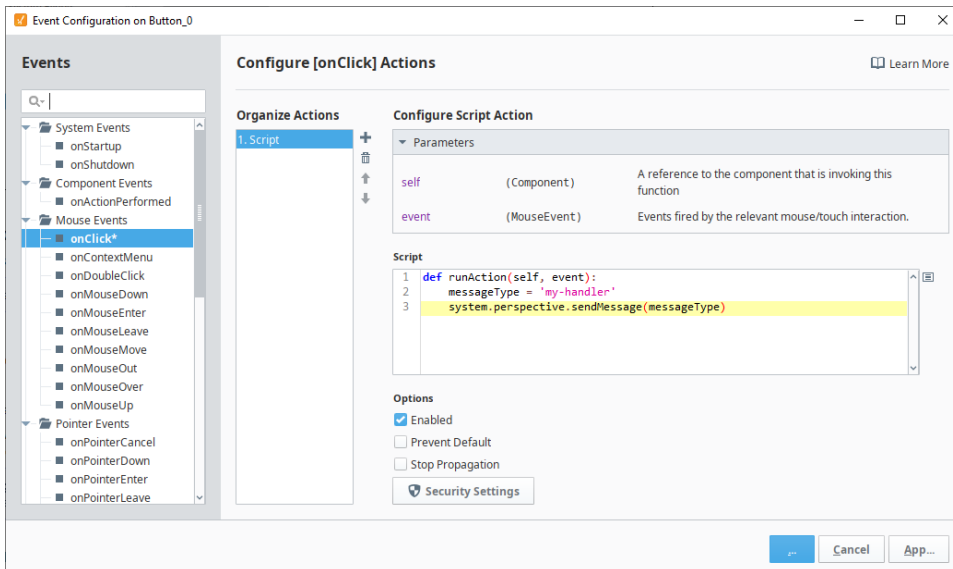 Event Configuration on Button_0
Events
Configure [onClick] Actions
Learn More
Organize Actions
Configure Script Action
System Events
onStartup
onShutdown
Component Events
onActionPerformed
Mouse Events
onClick*
onContextMenu
onDoubleClick
onMouseDown
onMouseEnter
onMouseLeave
onMouseMove
onMouseOut
onMouseOver
onMouseUp
Pointer Events
onPointerCancel
onPointerDown
onPointerEnter
onPointerLeave
1. Script
Parameters
self (Component) A reference to the component that is invoking this
function
event (MouseEvent) Events fired by the relevant mouse/touch interaction.
Script
1 def runAction(self, event):
2 messageType = 'my-handler'
3 system.perspective.sendMessage(messageType)
Options
Enabled
Prevent Default
Stop Propagation
Security Settings
... Cancel App...